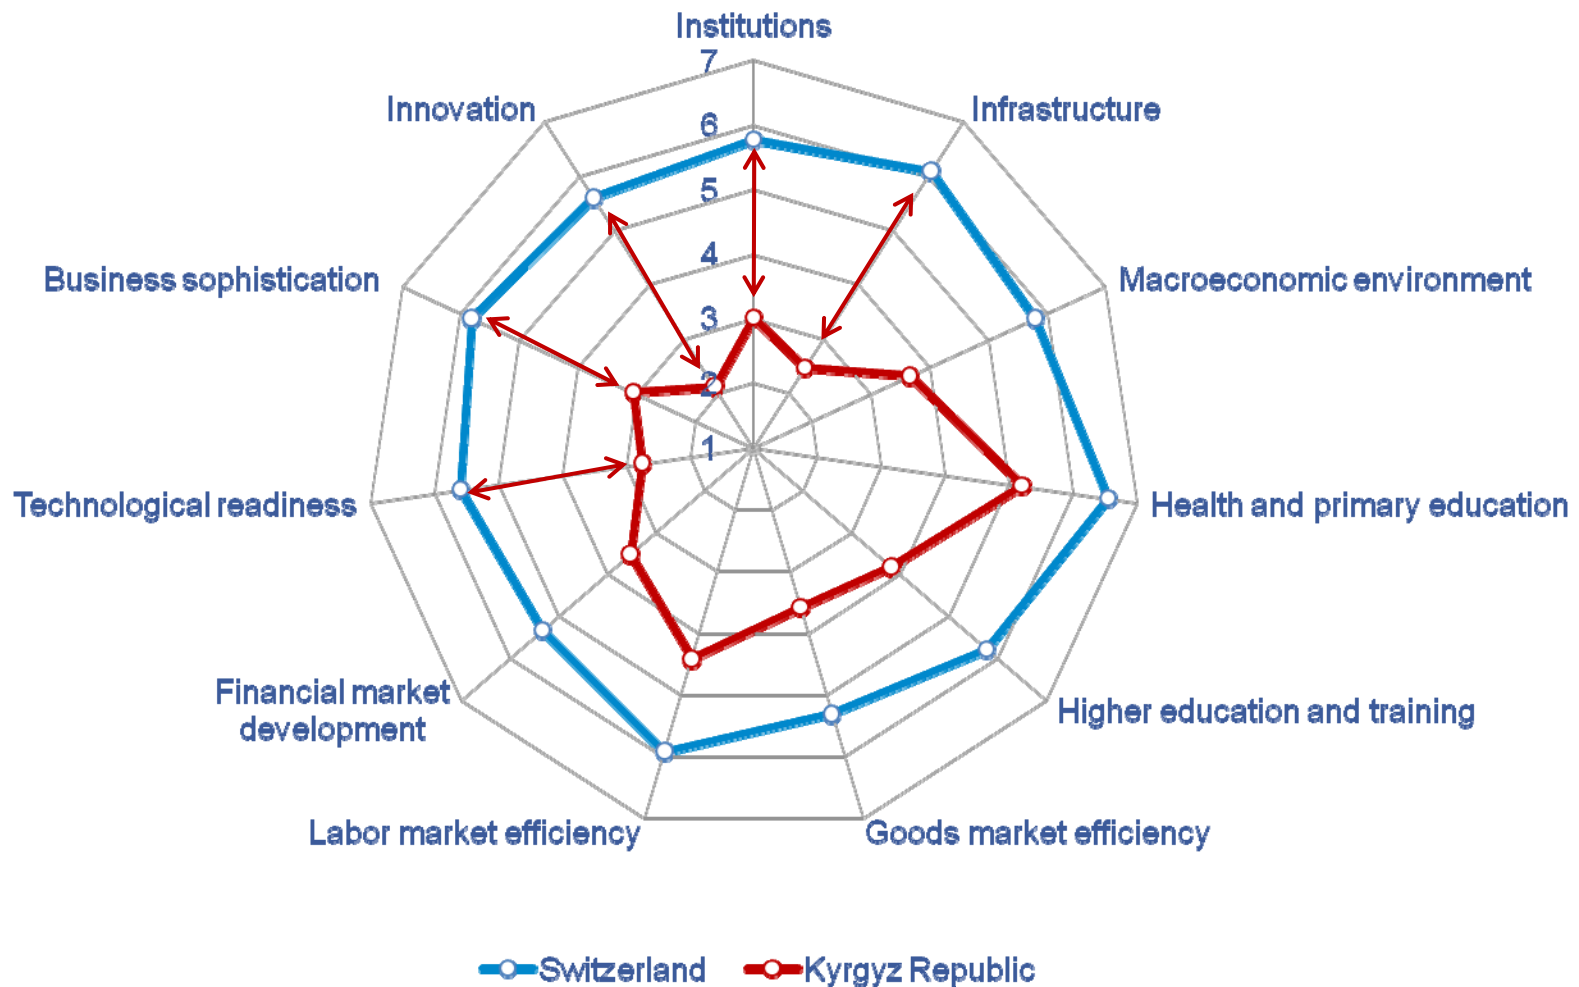 Institutions
7
Innovation
Infrastructure
6
5
4
Business sophistication
Macroeconomic environment
3
2
1
Technological readiness
Health and primary education
Financial market
development
Higher education and training
Labor market efficiency
Goods market efficiency
Switzerland
Kyrgyz Republic